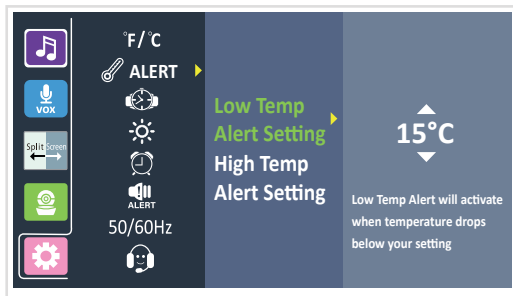 °F/°C
ALERT
VOX
Split Screen
ALERT
50/60Hz
Low Temp
Alert Setting
High Temp
Alert Setting
15°C
Low Temp Alert will activate
when temperature drops
below your setting